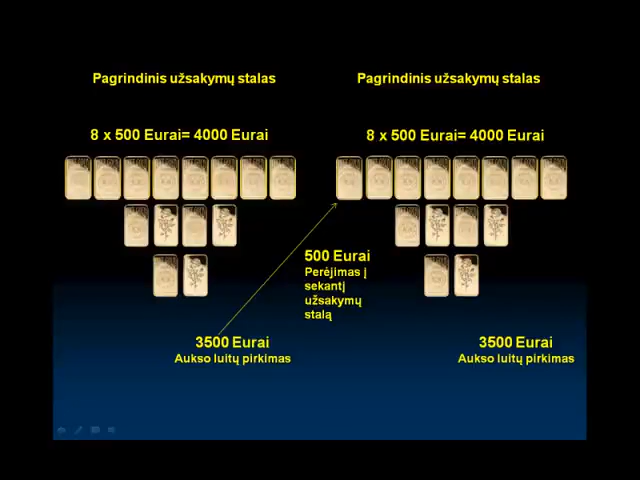 Pagrindinis užsakymų stalas
Pagrindinis užsakymų stalas
8 x 500 Eurai= 4000 Eurai
8 x 500 Eurai= 4000 Eurai
500 Eurai
Perėjimas į
sekantį
užsakymų
stalą
3500 Eurai
Aukso luitų pirkimas
3500 Eurai
Aukso luitų pirkimas